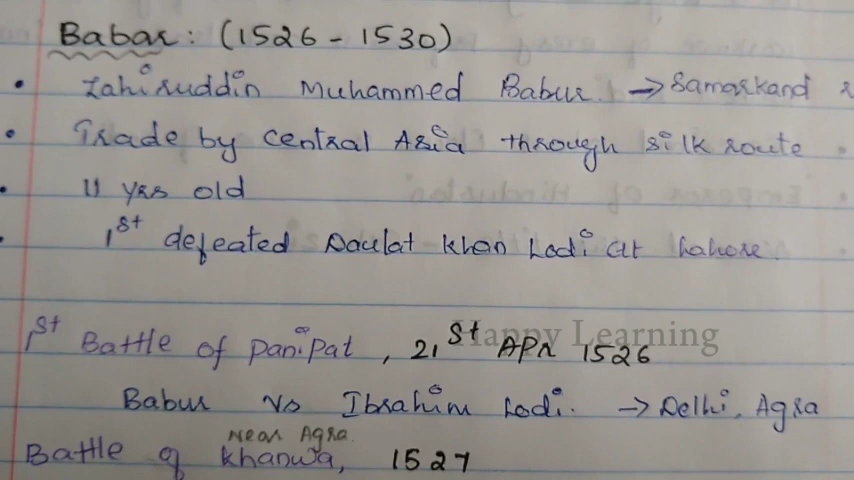 Babar: (1526 - 1530)
• Zahiruddin Muhammed Babur. → Samarkand
• Trade by central Asia through silk route
• 11 yrs old
• 1st defeated Daulat khan Lodi at Lahore.
1st Battle of panipat, 21st APR 1526
Happy Learning
Babur vs Ibrahim Lodi. → Delhi, Agra
Near Agra.
Battle of khanwa, 1527